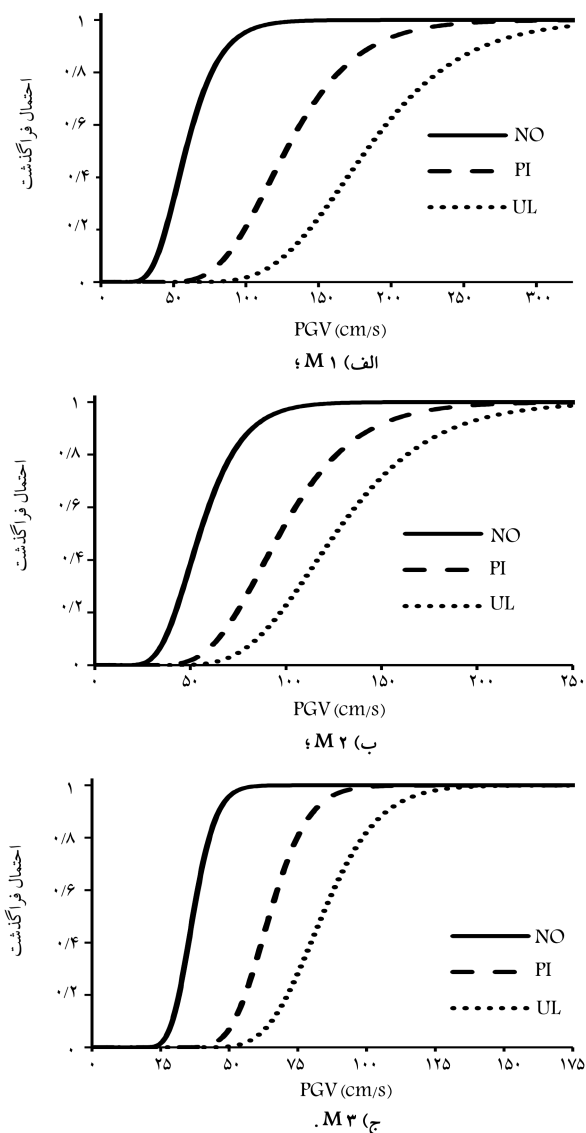 احتمال فراگذشت
۱
۰/۸
۰/۶
۰/۴
۰/۲
۰
NO
PI
UL
۰ ۵۰ ۱۰۰ ۱۵۰ ۲۰۰ ۲۵۰ ۳۰۰
PGV (cm/s)
الف) M ۱؛
احتمال فراگذشت
۱
۰/۸
۰/۶
۰/۴
۰/۲
۰
NO
PI
UL
۰ ۵۰ ۱۰۰ ۱۵۰ ۲۰۰ ۲۵۰
PGV (cm/s)
ب) M ۲؛
احتمال فراگذشت
۱
۰/۸
۰/۶
۰/۴
۰/۲
۰
NO
PI
UL
۰ ۲۵ ۵۰ ۷۵ ۱۰۰ ۱۲۵ ۱۵۰ ۱۷۵
PGV (cm/s)
ج) M ۳.